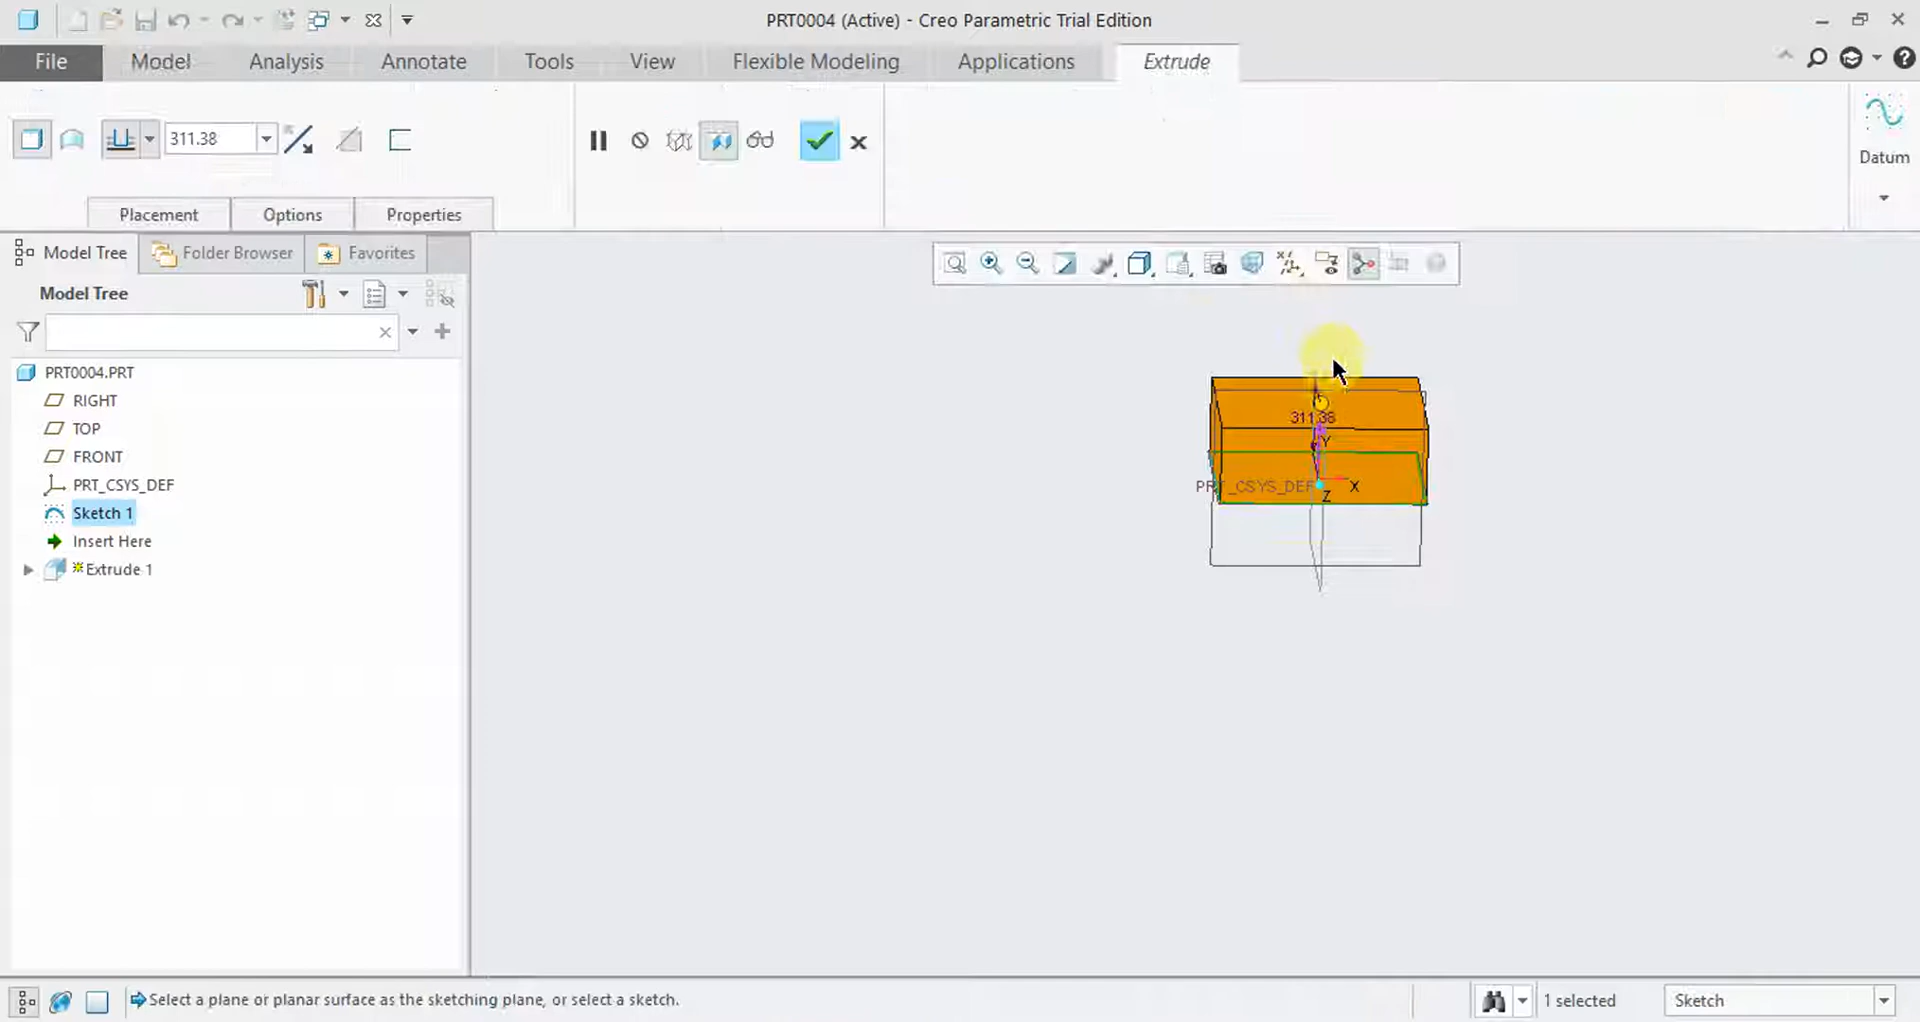 PRT0004 (Active) - Creo Parametric Trial Edition
File Model Analysis Annotate Tools View Flexible Modeling Applications Extrude
311.38
Datum
Placement Options Properties
Model Tree Folder Browser Favorites
Model Tree
PRT0004.PRT
RIGHT
TOP
FRONT
PRT_CSYS_DEF
Sketch 1
Insert Here
Extrude 1
311.38
Y
PRT_CSYS_DEF X
Z
Select a plane or planar surface as the sketching plane, or select a sketch.
1 selected
Sketch